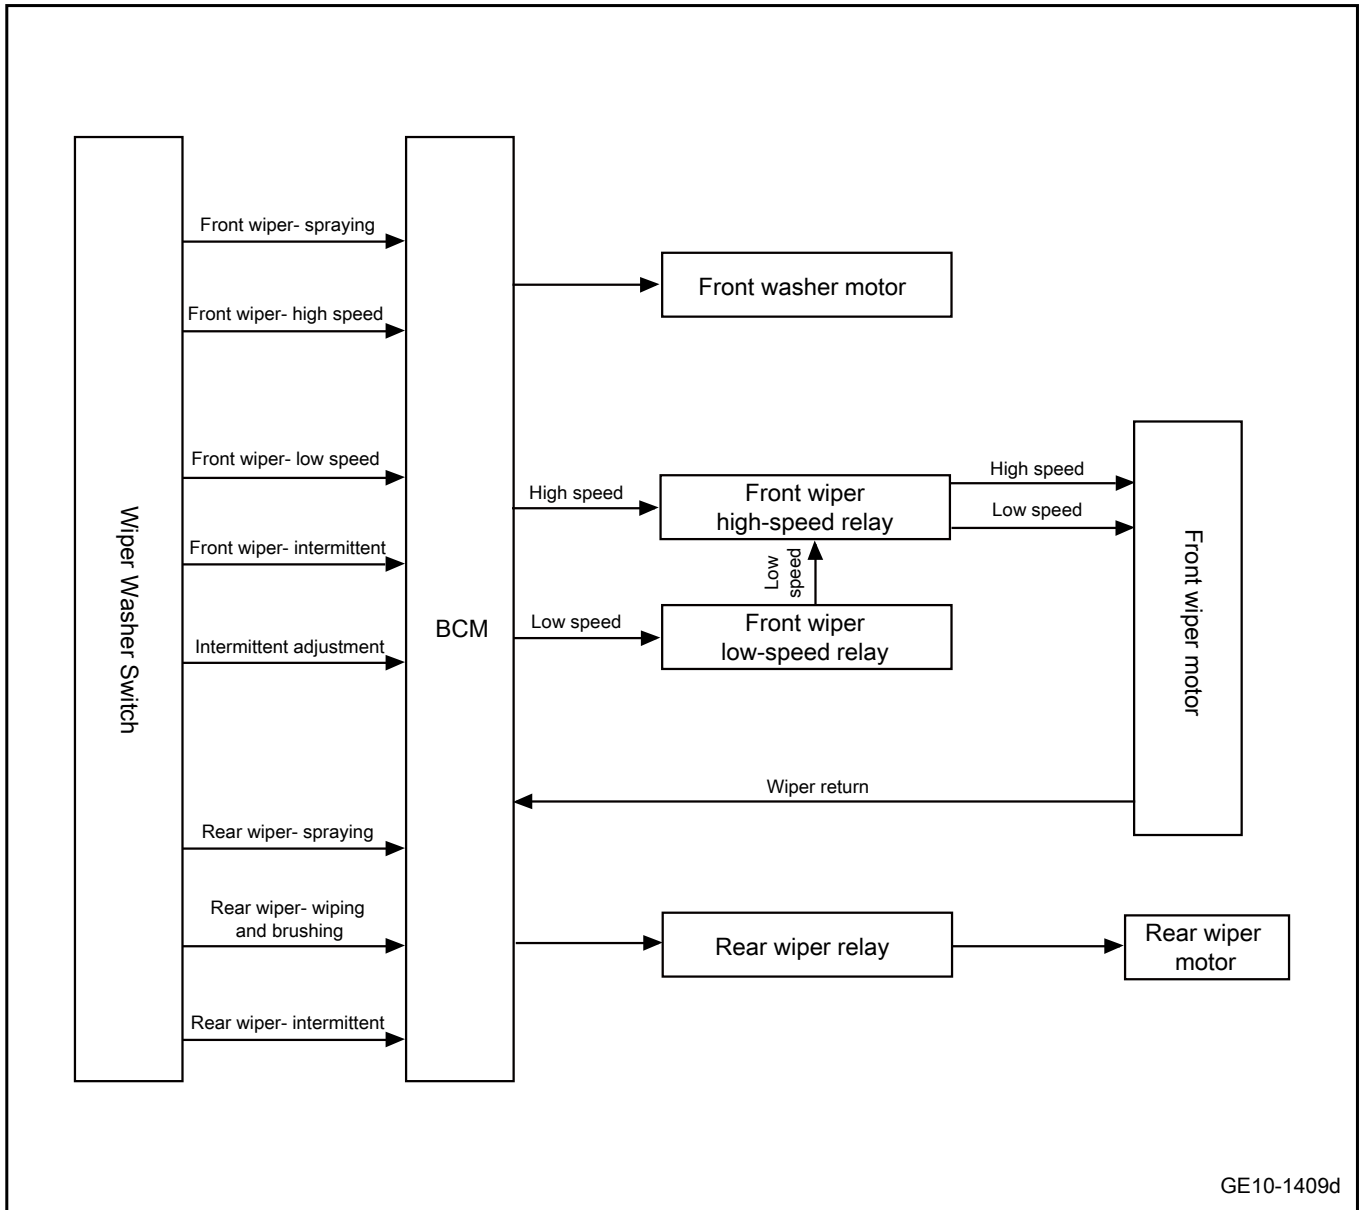 Wiper Washer Switch
Front wiper- spraying
Front wiper- high speed
Front wiper- low speed
Front wiper- intermittent
Intermittent adjustment
Rear wiper- spraying
Rear wiper- wiping
and brushing
Rear wiper- intermittent
BCM
Front washer motor
High speed
Front wiper
high-speed relay
High speed
Low speed
Low
speed
Low speed
Front wiper
low-speed relay
Front wiper motor
Wiper return
Rear wiper relay
Rear wiper
motor
GE10-1409d